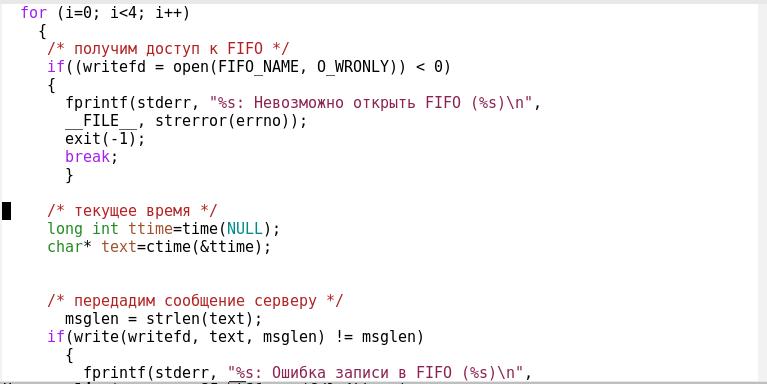 for (i=0; i<4; i++)
{
/* получим доступ к FIFO */
if((writefd = open(FIFO_NAME, O_WRONLY)) < 0)
{
fprintf(stderr, "%s: Невозможно открыть FIFO (%s)\n",
__FILE__, strerror(errno));
exit(-1);
break;
}
/* текущее время */
long int ttime=time(NULL);
char* text=ctime(&ttime);
/* передадим сообщение серверу */
msglen = strlen(text);
if(write(writefd, text, msglen) != msglen)
{
fprintf(stderr, "%s: Ошибка записи в FIFO (%s)\n",